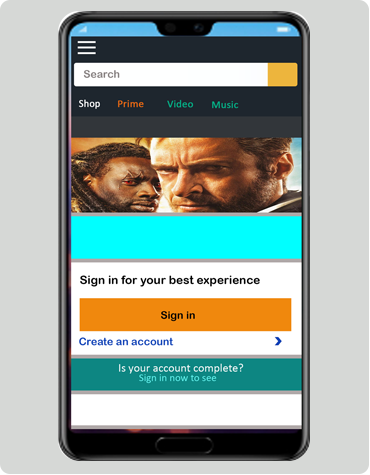 Search
Shop Prime Video Music
Sign in for your best experience
Sign in
Create an account
Is your account complete?
Sign in now to see